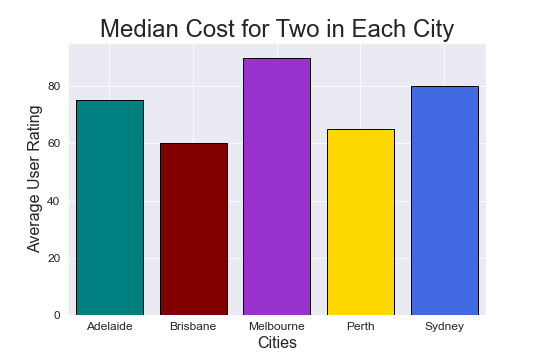 Median Cost for Two in Each City
Average User Rating
80
60
40
20
0
Adelaide Brisbane Melbourne Perth Sydney
Cities